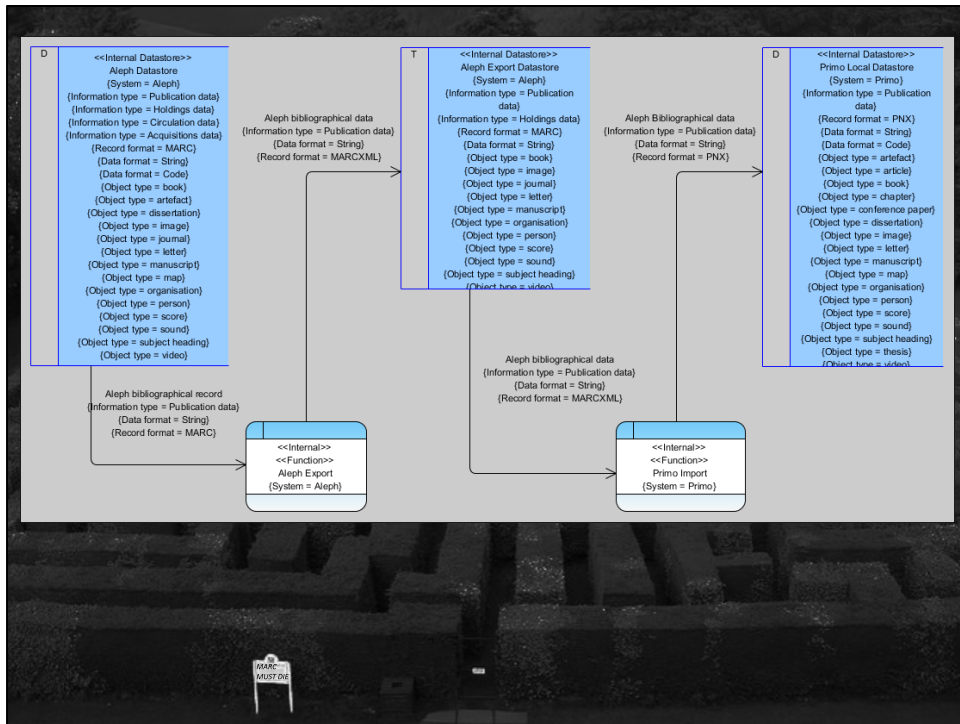 D
<<Internal Datastore>>
Aleph Datastore
{System = Aleph}
{Information type = Publication data}
{Information type = Holdings data}
{Information type = Circulation data}
{Information type = Acquisitions data}
{Record format = MARC}
{Data format = String}
{Data format = Code}
{Object type = book}
{Object type = artefact}
{Object type = dissertation}
{Object type = image}
{Object type = journal}
{Object type = letter}
{Object type = manuscript}
{Object type = map}
{Object type = organisation}
{Object type = person}
{Object type = score}
{Object type = sound}
{Object type = subject heading}
{Object type = video}
Aleph bibliographical record
{Information type = Publication data}
{Data format = String}
{Record format = MARC}
<<Internal>>
<<Function>>
Aleph Export
{System = Aleph}
Aleph bibliographical data
{Information type = Publication data}
{Data format = String}
{Record format = MARCXML}
T
<<Internal Datastore>>
Aleph Export Datastore
{System = Aleph}
{Information type = Publication
data}
{Information type = Holdings data}
{Record format = MARC}
{Data format = String}
{Object type = book}
{Object type = image}
{Object type = journal}
{Object type = letter}
{Object type = manuscript}
{Object type = organisation}
{Object type = person}
{Object type = score}
{Object type = sound}
{Object type = subject heading}
{Object type = video}
Aleph bibliographical data
{Information type = Publication data}
{Data format = String}
{Record format = MARCXML}
<<Internal>>
<<Function>>
Primo Import
{System = Primo}
Aleph Bibliographical data
{Information type = Publication data}
{Data format = String}
{Record format = PNX}
D
<<Internal Datastore>>
Primo Local Datastore
{System = Primo}
{Information type = Publication
data}
{Record format = PNX}
{Data format = String}
{Data format = Code}
{Object type = artefact}
{Object type = article}
{Object type = book}
{Object type = chapter}
{Object type = conference paper}
{Object type = dissertation}
{Object type = image}
{Object type = letter}
{Object type = manuscript}
{Object type = map}
{Object type = organisation}
{Object type = person}
{Object type = score}
{Object type = sound}
{Object type = subject heading}
{Object type = thesis}
{Object type = video}
MARC
MUST DIE